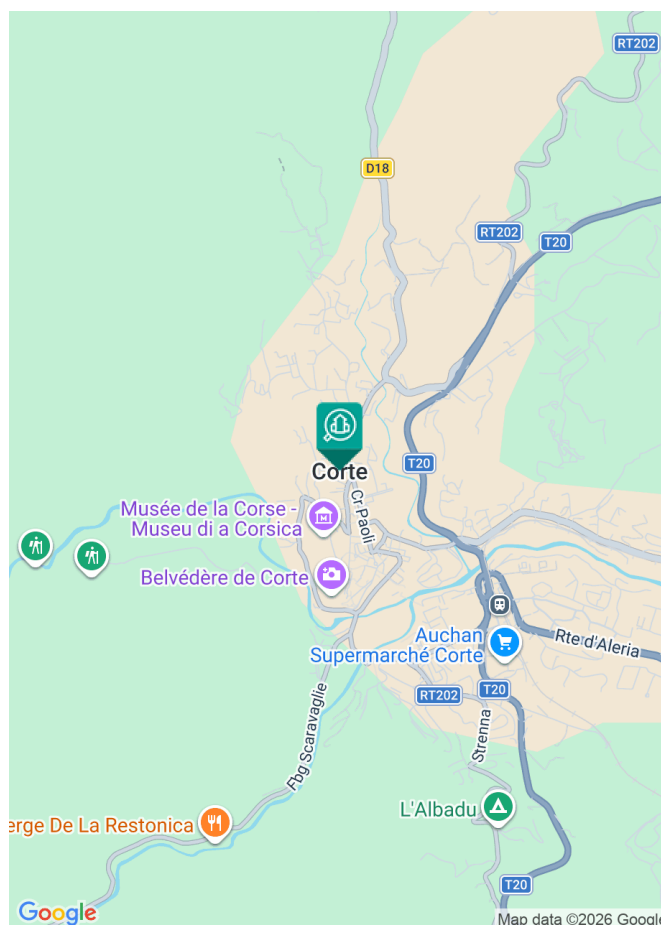 RT202
D18
RT202
T20
T20
Corte
Musée de la Corse -
Museu di a Corsica
Cr Paoli
Belvédère de Corte
Auchan
Supermarché Corte
Rte d'Aleria
Fbg Scaravaglie
RT202
T20
Strenna
L'Albadu
erge De La Restonica
T20
Google
Map data ©2026 Google